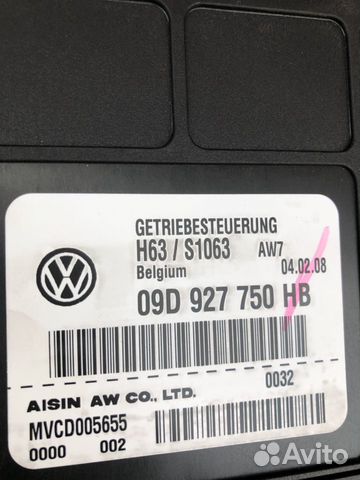 GETRIEBESTEUERUNG
H63 / S1063 AW7
Belgium 04.02.08
09D 927 750 HB
0032
AISIN AW CO., LTD.
MVCD005655
0000 002
Avito